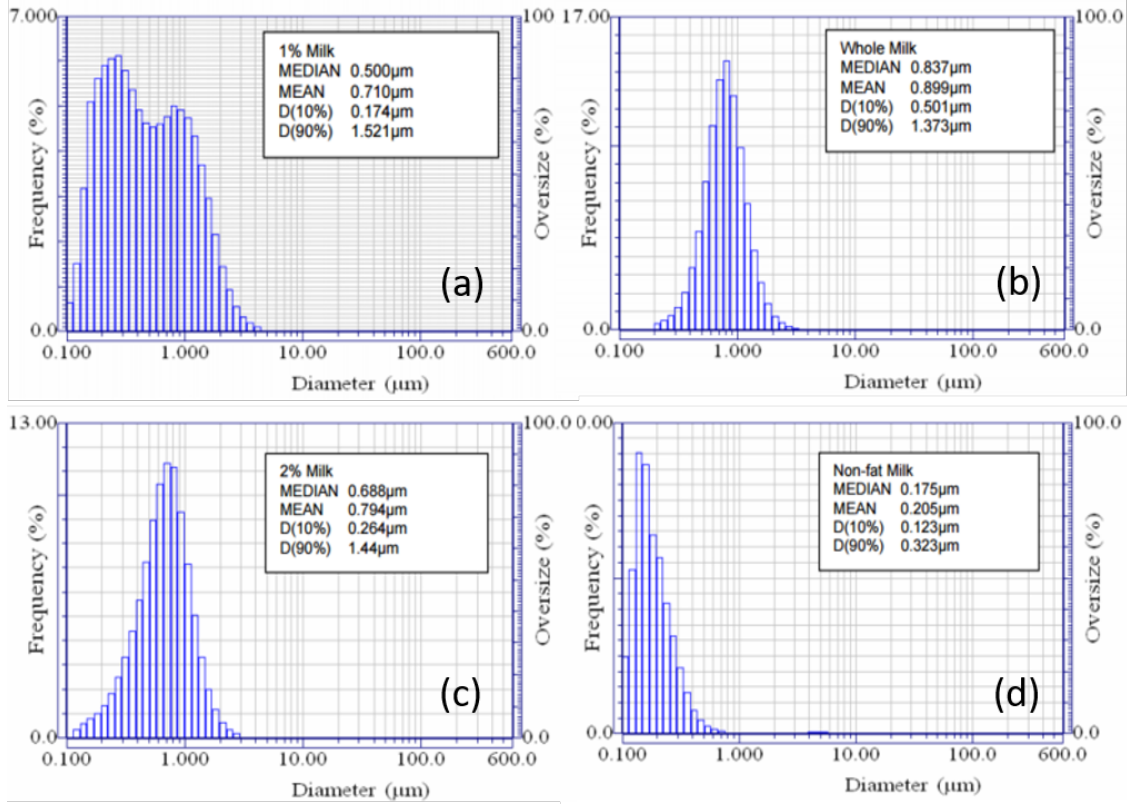 7.000
100
1% Milk
MEDIAN 0.500µm
MEAN 0.710µm
D(10%) 0.174µm
D(90%) 1.521µm
Frequency (%)
Oversize (%)
(a)
0.0
0.0
0.100
1.000
10.00
100.0
600.0
Diameter (µm)
17.00
100.0
Whole Milk
MEDIAN 0.837µm
MEAN 0.899µm
D(10%) 0.501µm
D(90%) 1.373µm
Frequency (%)
Oversize (%)
(b)
0.0
0.0
0.100
1.000
10.00
100.0
600.0
Diameter (µm)
13.00
100.0
2% Milk
MEDIAN 0.688µm
MEAN 0.794µm
D(10%) 0.264µm
D(90%) 1.44µm
Frequency (%)
Oversize (%)
(c)
0.0
0.0
0.100
1.000
10.00
100.0
600.0
Diameter (µm)
0.00
100.0
Non-fat Milk
MEDIAN 0.175µm
MEAN 0.205µm
D(10%) 0.123µm
D(90%) 0.323µm
Frequency (%)
Oversize (%)
(d)
0.0
0.0
0.100
1.000
10.00
100.0
600.0
Diameter (µm)